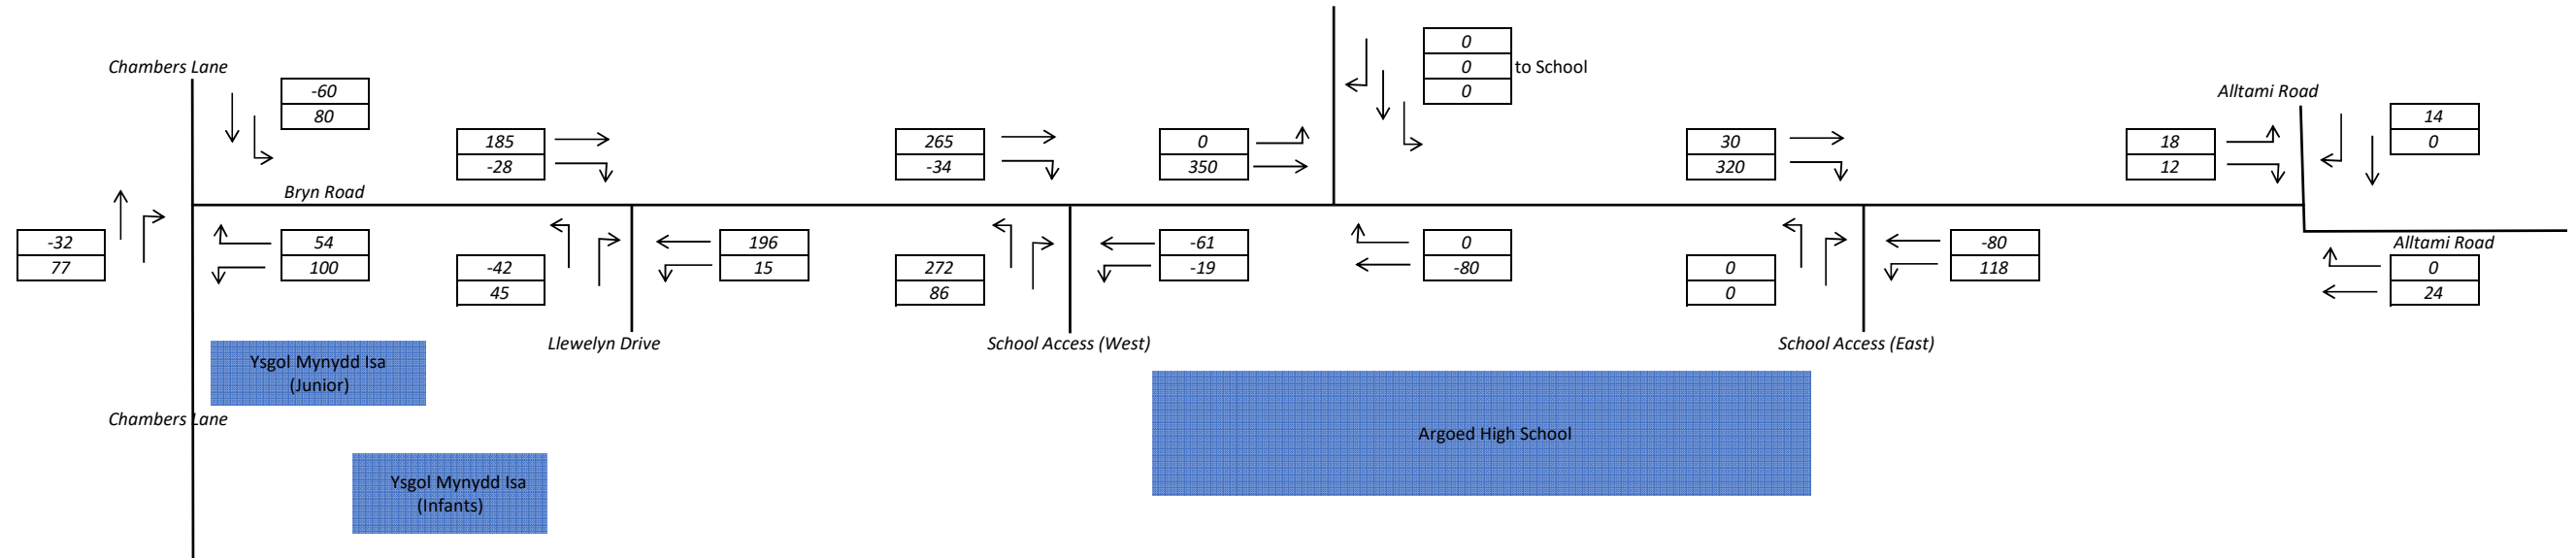 Chambers Lane
-60
80
185
-28
265
-34
0
350
0
0 to School
0
30
320
Alltami Road
18
12
14
0
Bryn Road
-32
77
54
100
-42
45
196
15
272
86
-61
-19
0
-80
0
0
-80
118
Alltami Road
0
24
Llewelyn Drive
School Access (West)
School Access (East)
Ysgol Mynydd Isa
(Junior)
Chambers Lane
Argoed High School
Ysgol Mynydd Isa
(Infants)